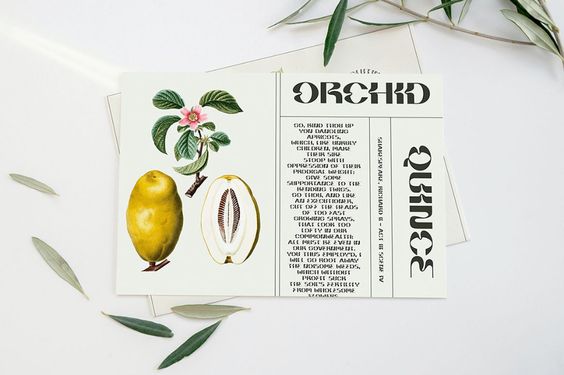 ORCHID
GO, BIND THOU UP
YOU DANGLING
APRICOTS,
WHICH, LIKE UNRULY
CHILDREN, MAKE
THEIR SIRE
STOOP WITH
OPPRESSION OF THEIR
PRODIGAL WEIGHT:
GIVE SOME
SUPPORTANCE TO THE
BENDING TWIGS.
GO THOU, AND LIKE
AN EXECUTIONER,
CUT OFF THE HEADS
OF TOO FAST
GROWING SPRAYS,
THAT LOOK TOO
LOFTY IN OUR
COMMONWEALTH:
ALL MUST BE EVEN IN
OUR GOVERNMENT.
YOU THUS EMPLOY'D, I
WILL GO ROOT AWAY
THE NOISOME WEEDS,
WHICH WITHOUT
PROFIT SUCK
THE SOIL'S FERTILITY
FROM WHOLESOME
FLOWERS.
SHAKESPEARE, RICHARD II - ACT III SCENE IV
QUINCE